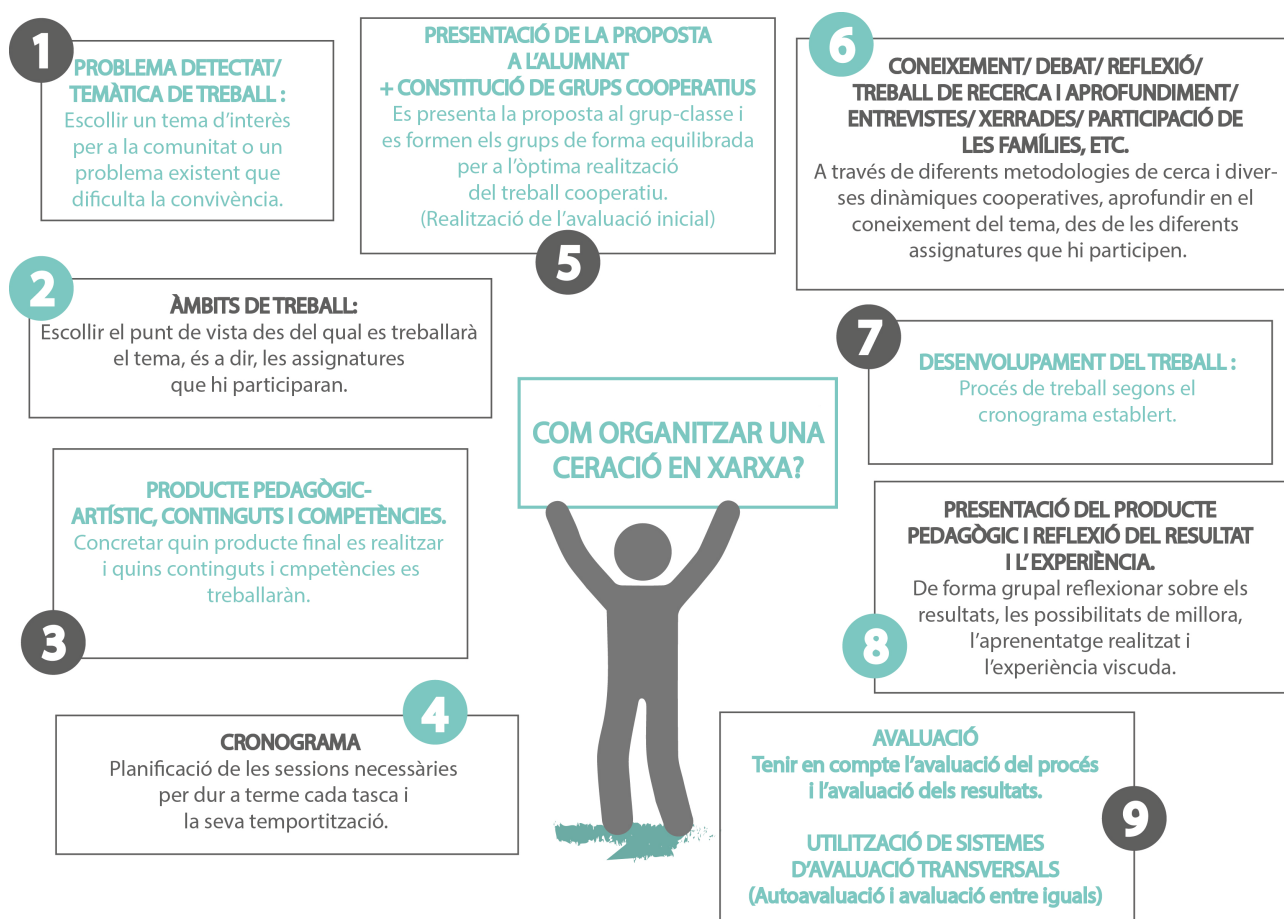 1
PROBLEMA DETECTAT/
TEMÀTICA DE TREBALL :
Escollir un tema d'interès
per a la comunitat o un
problema existent que
dificulta la convivència.
2
ÀMBITS DE TREBALL:
Escollir el punt de vista des del qual es treballarà
el tema, és a dir, les assignatures
que hi participaran.
PRODUCTE PEDAGÒGIC-
ARTÍSTIC, CONTINGUTS I COMPETÈNCIES.
Concretar quin producte final es realitzar
i quins continguts i cmpetències es
treballaràn.
3
4
CRONOGRAMA
Planificació de les sessions necessàries
per dur a terme cada tasca i
la seva temportització.
PRESENTACIÓ DE LA PROPOSTA
A L'ALUMNAT
+ CONSTITUCIÓ DE GRUPS COOPERATIUS
Es presenta la proposta al grup-classe i
es formen els grups de forma equilibrada
per a l'òptima realització
del treball cooperatiu.
(Realització de l'avaluació inicial)
5
COM ORGANITZAR UNA
CERACIÓ EN XARXA?
6
CONEIXEMENT/ DEBAT/ REFLEXIÓ/
TREBALL DE RECERCA I APROFUNDIMENT/
ENTREVISTES/ XERRADES/ PARTICIPACIÓ DE
LES FAMÍLIES, ETC.
A través de diferents metodologies de cerca i diver-
ses dinàmiques cooperatives, aprofundir en el
coneixement del tema, des de les diferents
assignatures que hi participen.
7
DESENVOLUPAMENT DEL TREBALL :
Procés de treball segons el
cronograma establert.
PRESENTACIÓ DEL PRODUCTE
PEDAGÒGIC I REFLEXIÓ DEL RESULTAT
I L' EXPERIÈNCIA.
De forma grupal reflexionar sobre els
resultats, les possibilitats de millora,
l'aprenentatge realitzat i
l'experiència viscuda.
8
AVALUACIÓ
Tenir en compte l'avaluació del procés
i l'avaluació dels resultats.
9
UTILITZACIÓ DE SISTEMES
D'AVALUACIÓ TRANSVERSALS
(Autoavaluació i avaluació entre iguals)